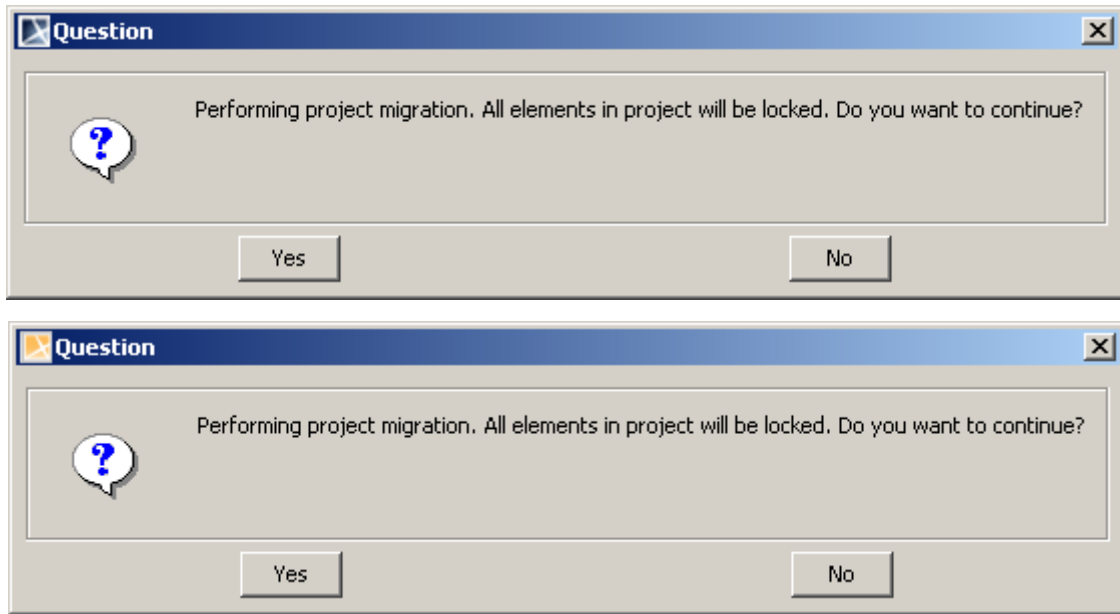 Question
Performing project migration. All elements in project will be locked. Do you want to continue?
Yes No
Question
Performing project migration. All elements in project will be locked. Do you want to continue?
Yes No